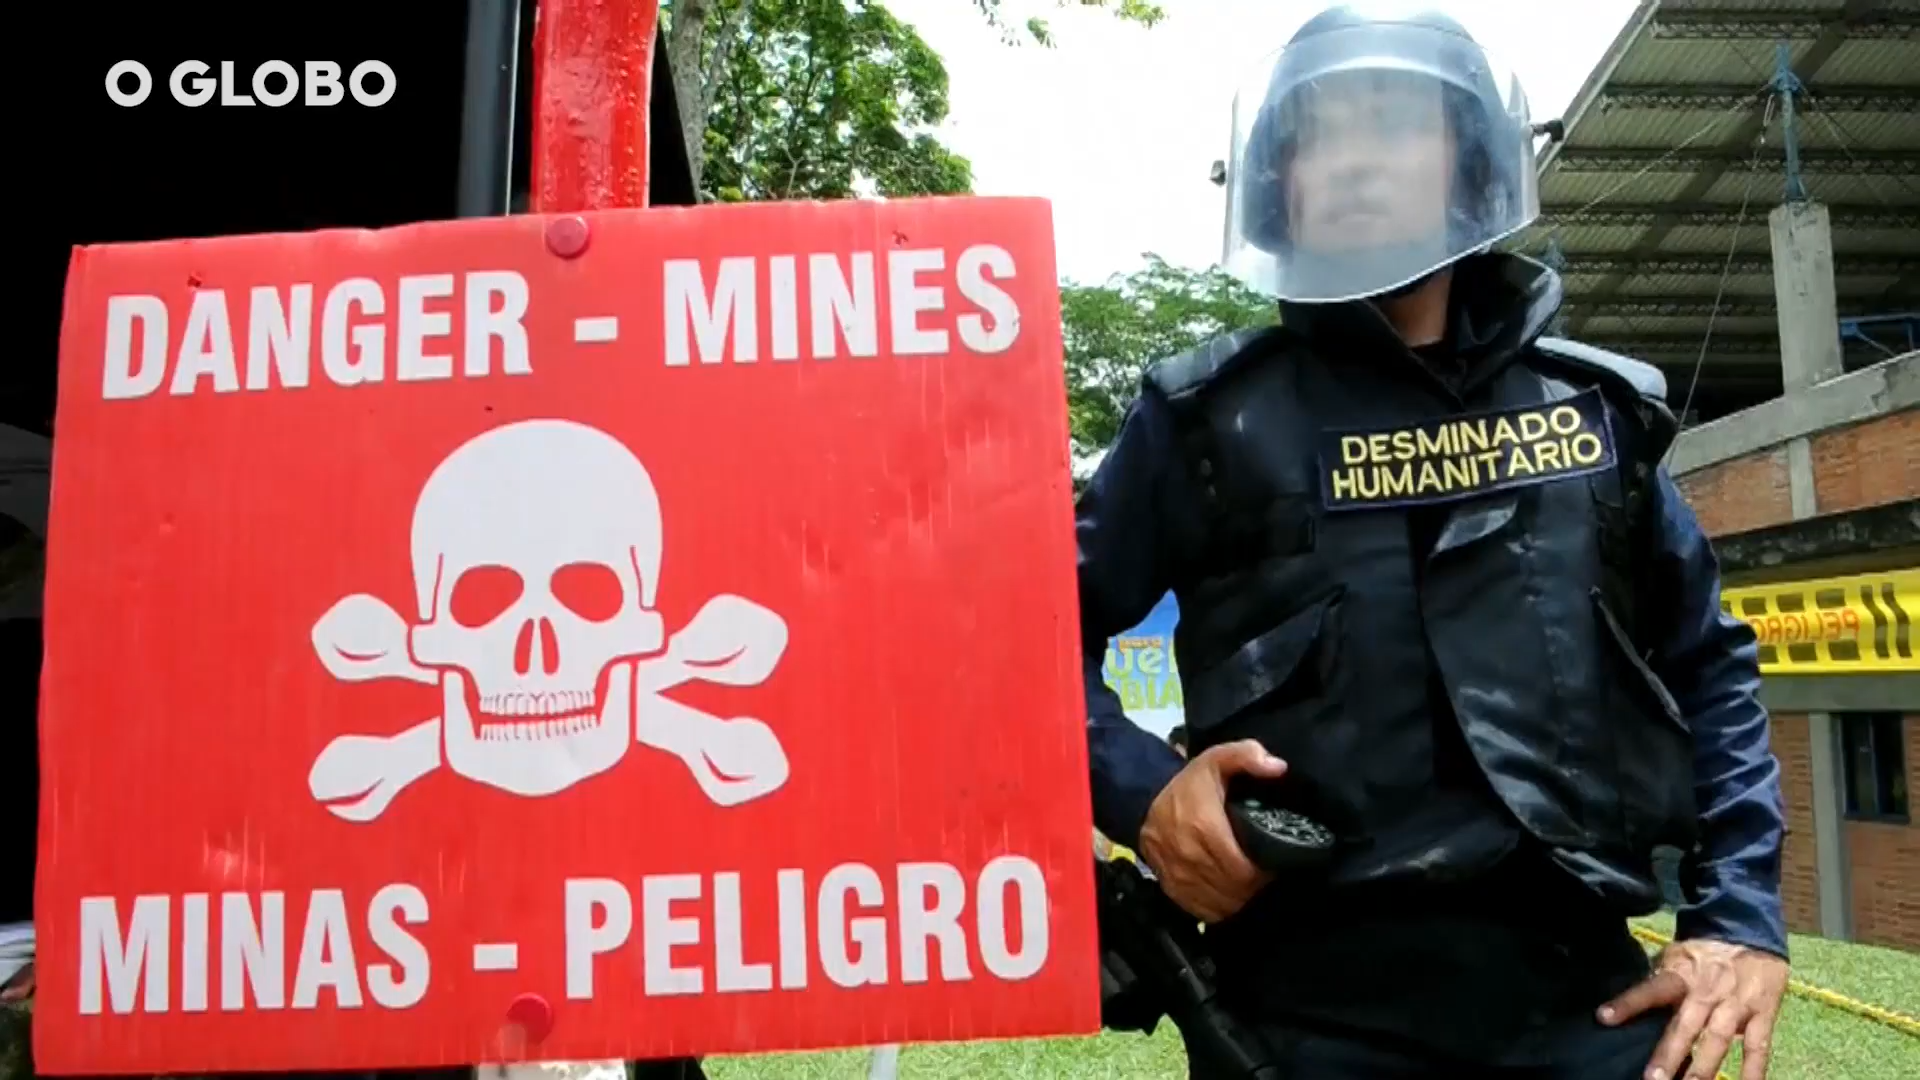 O GLOBO
DANGER - MINES
MINAS - PELIGRO
DESMINADO
HUMANITARIO
PELIGRO